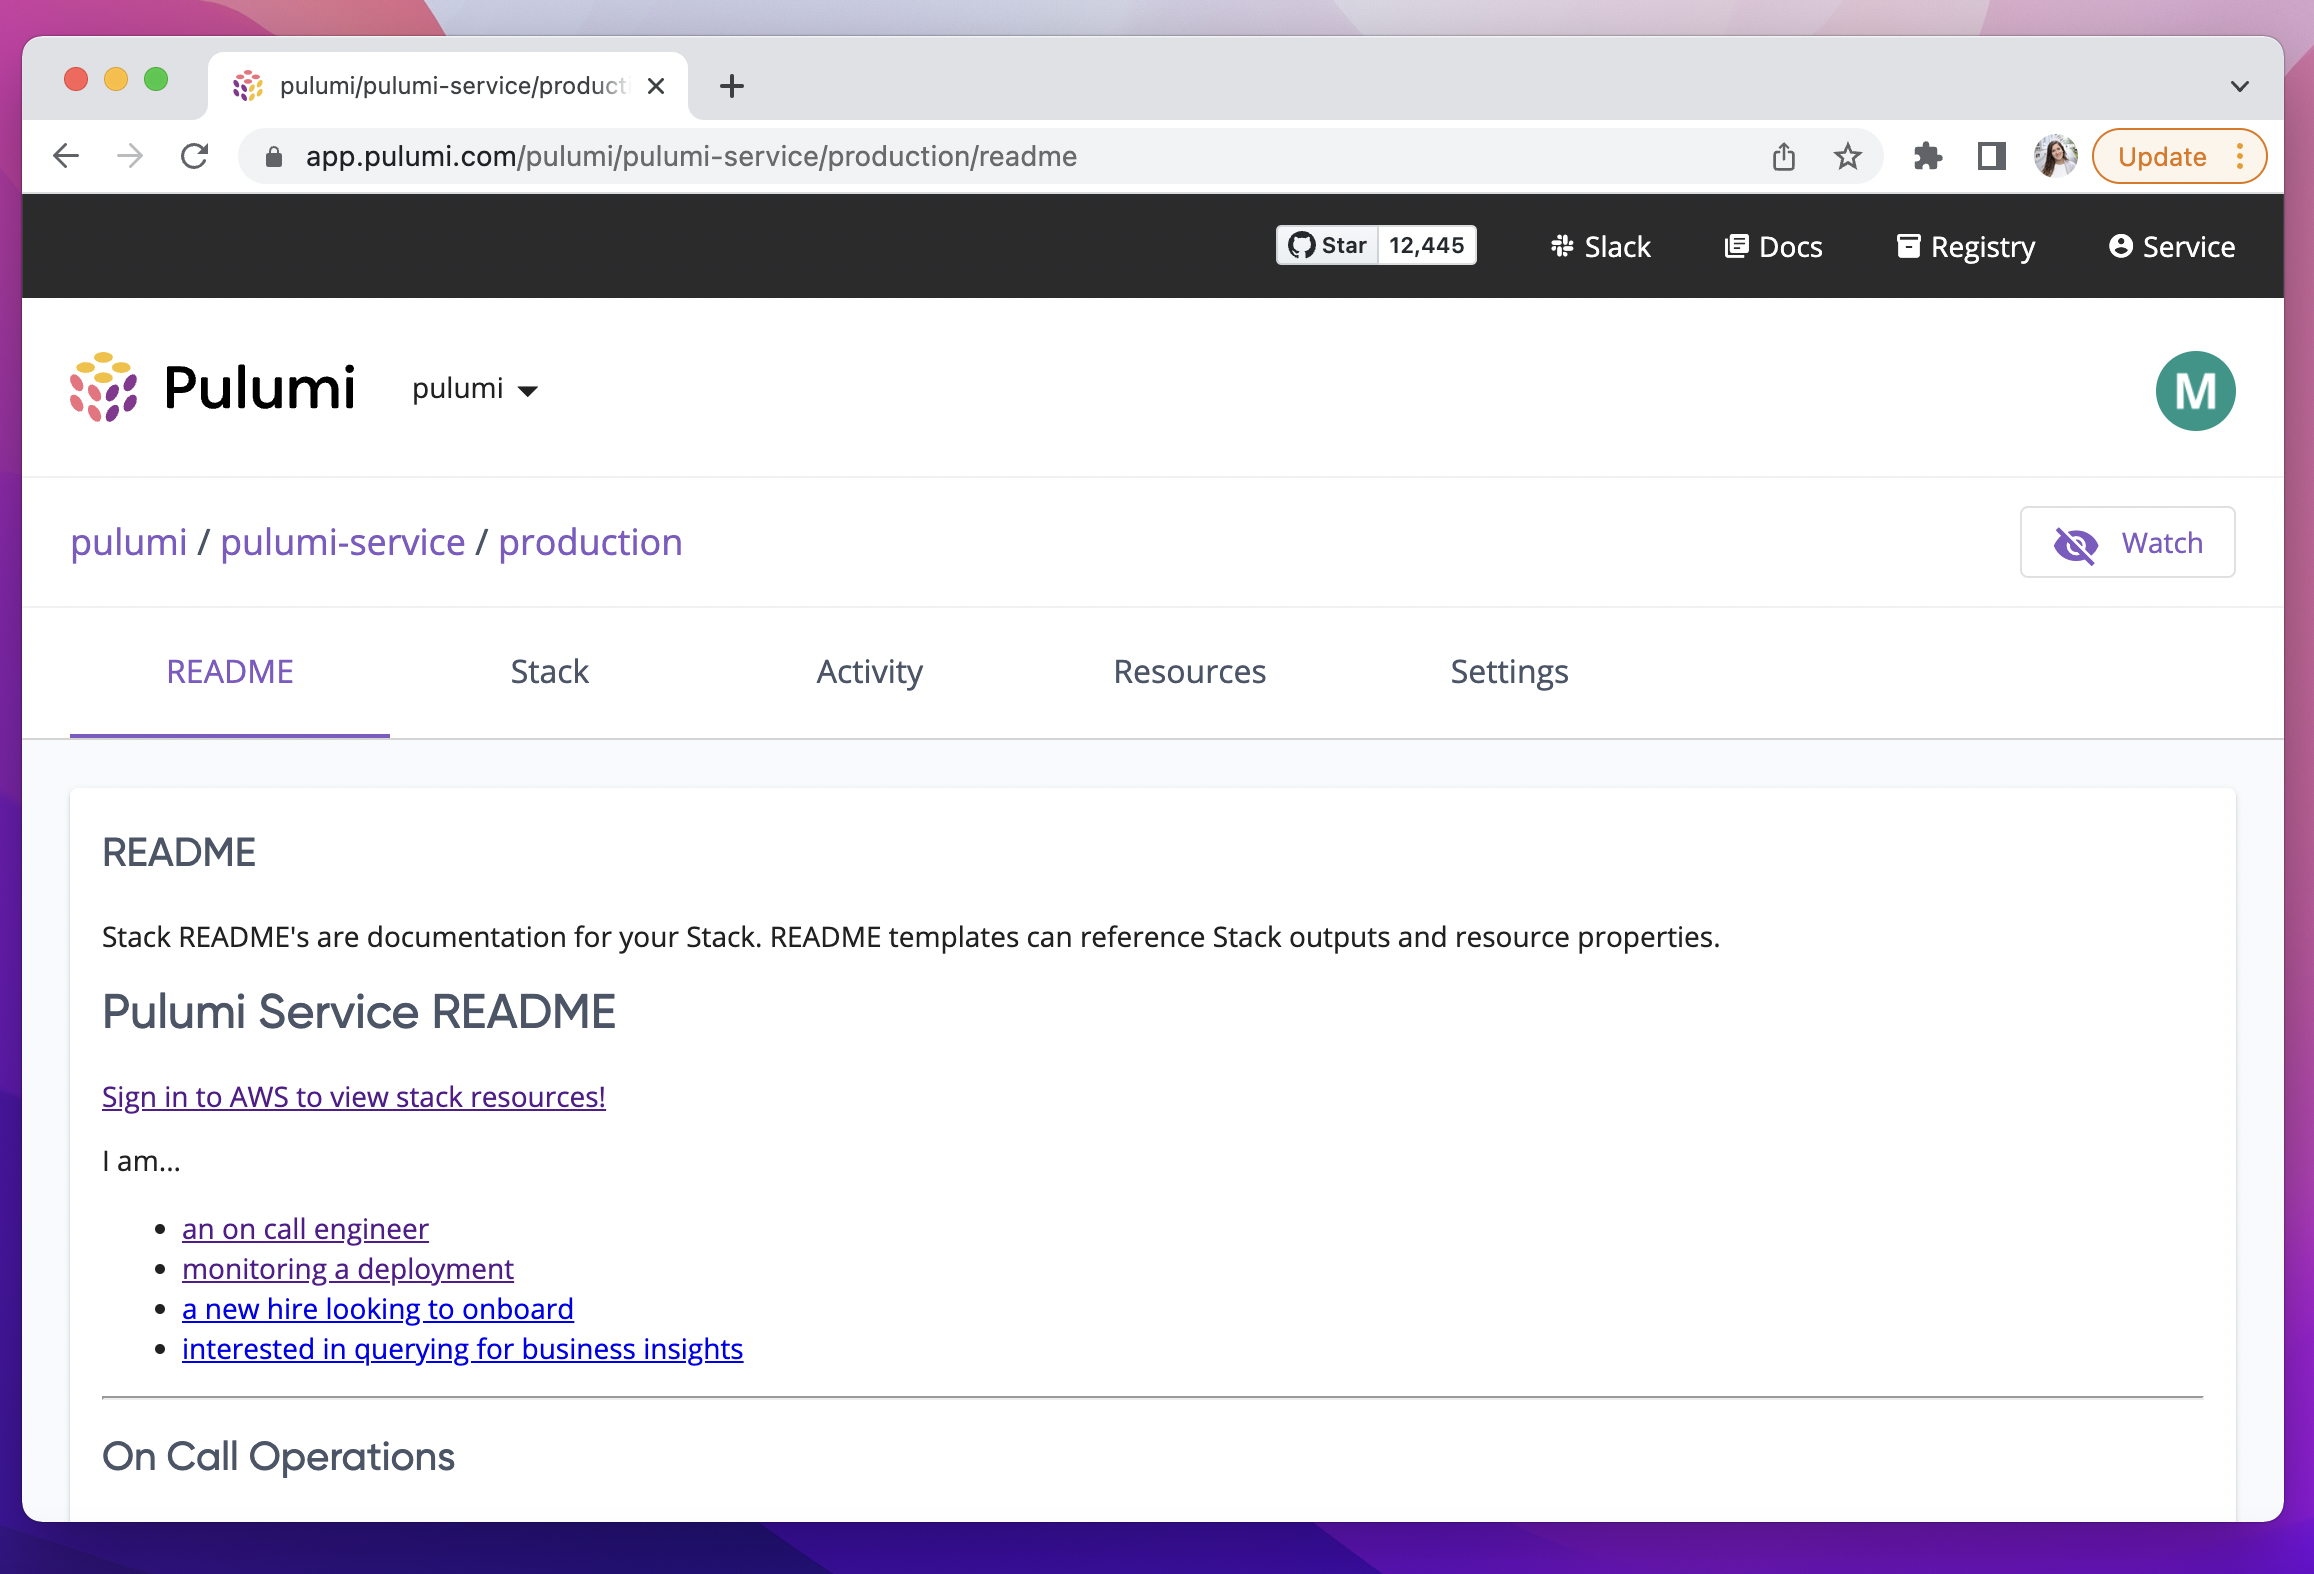 pulumi/pulumi-service/product
app.pulumi.com/pulumi/pulumi-service/production/readme
Update
Star 12,445 Slack Docs Registry Service
Pulumi pulumi M
pulumi / pulumi-service / production Watch
README Stack Activity Resources Settings
README
Stack README's are documentation for your Stack. README templates can reference Stack outputs and resource properties.
Pulumi Service README
Sign in to AWS to view stack resources!
I am...
an on call engineer
monitoring a deployment
a new hire looking to onboard
interested in querying for business insights
On Call Operations